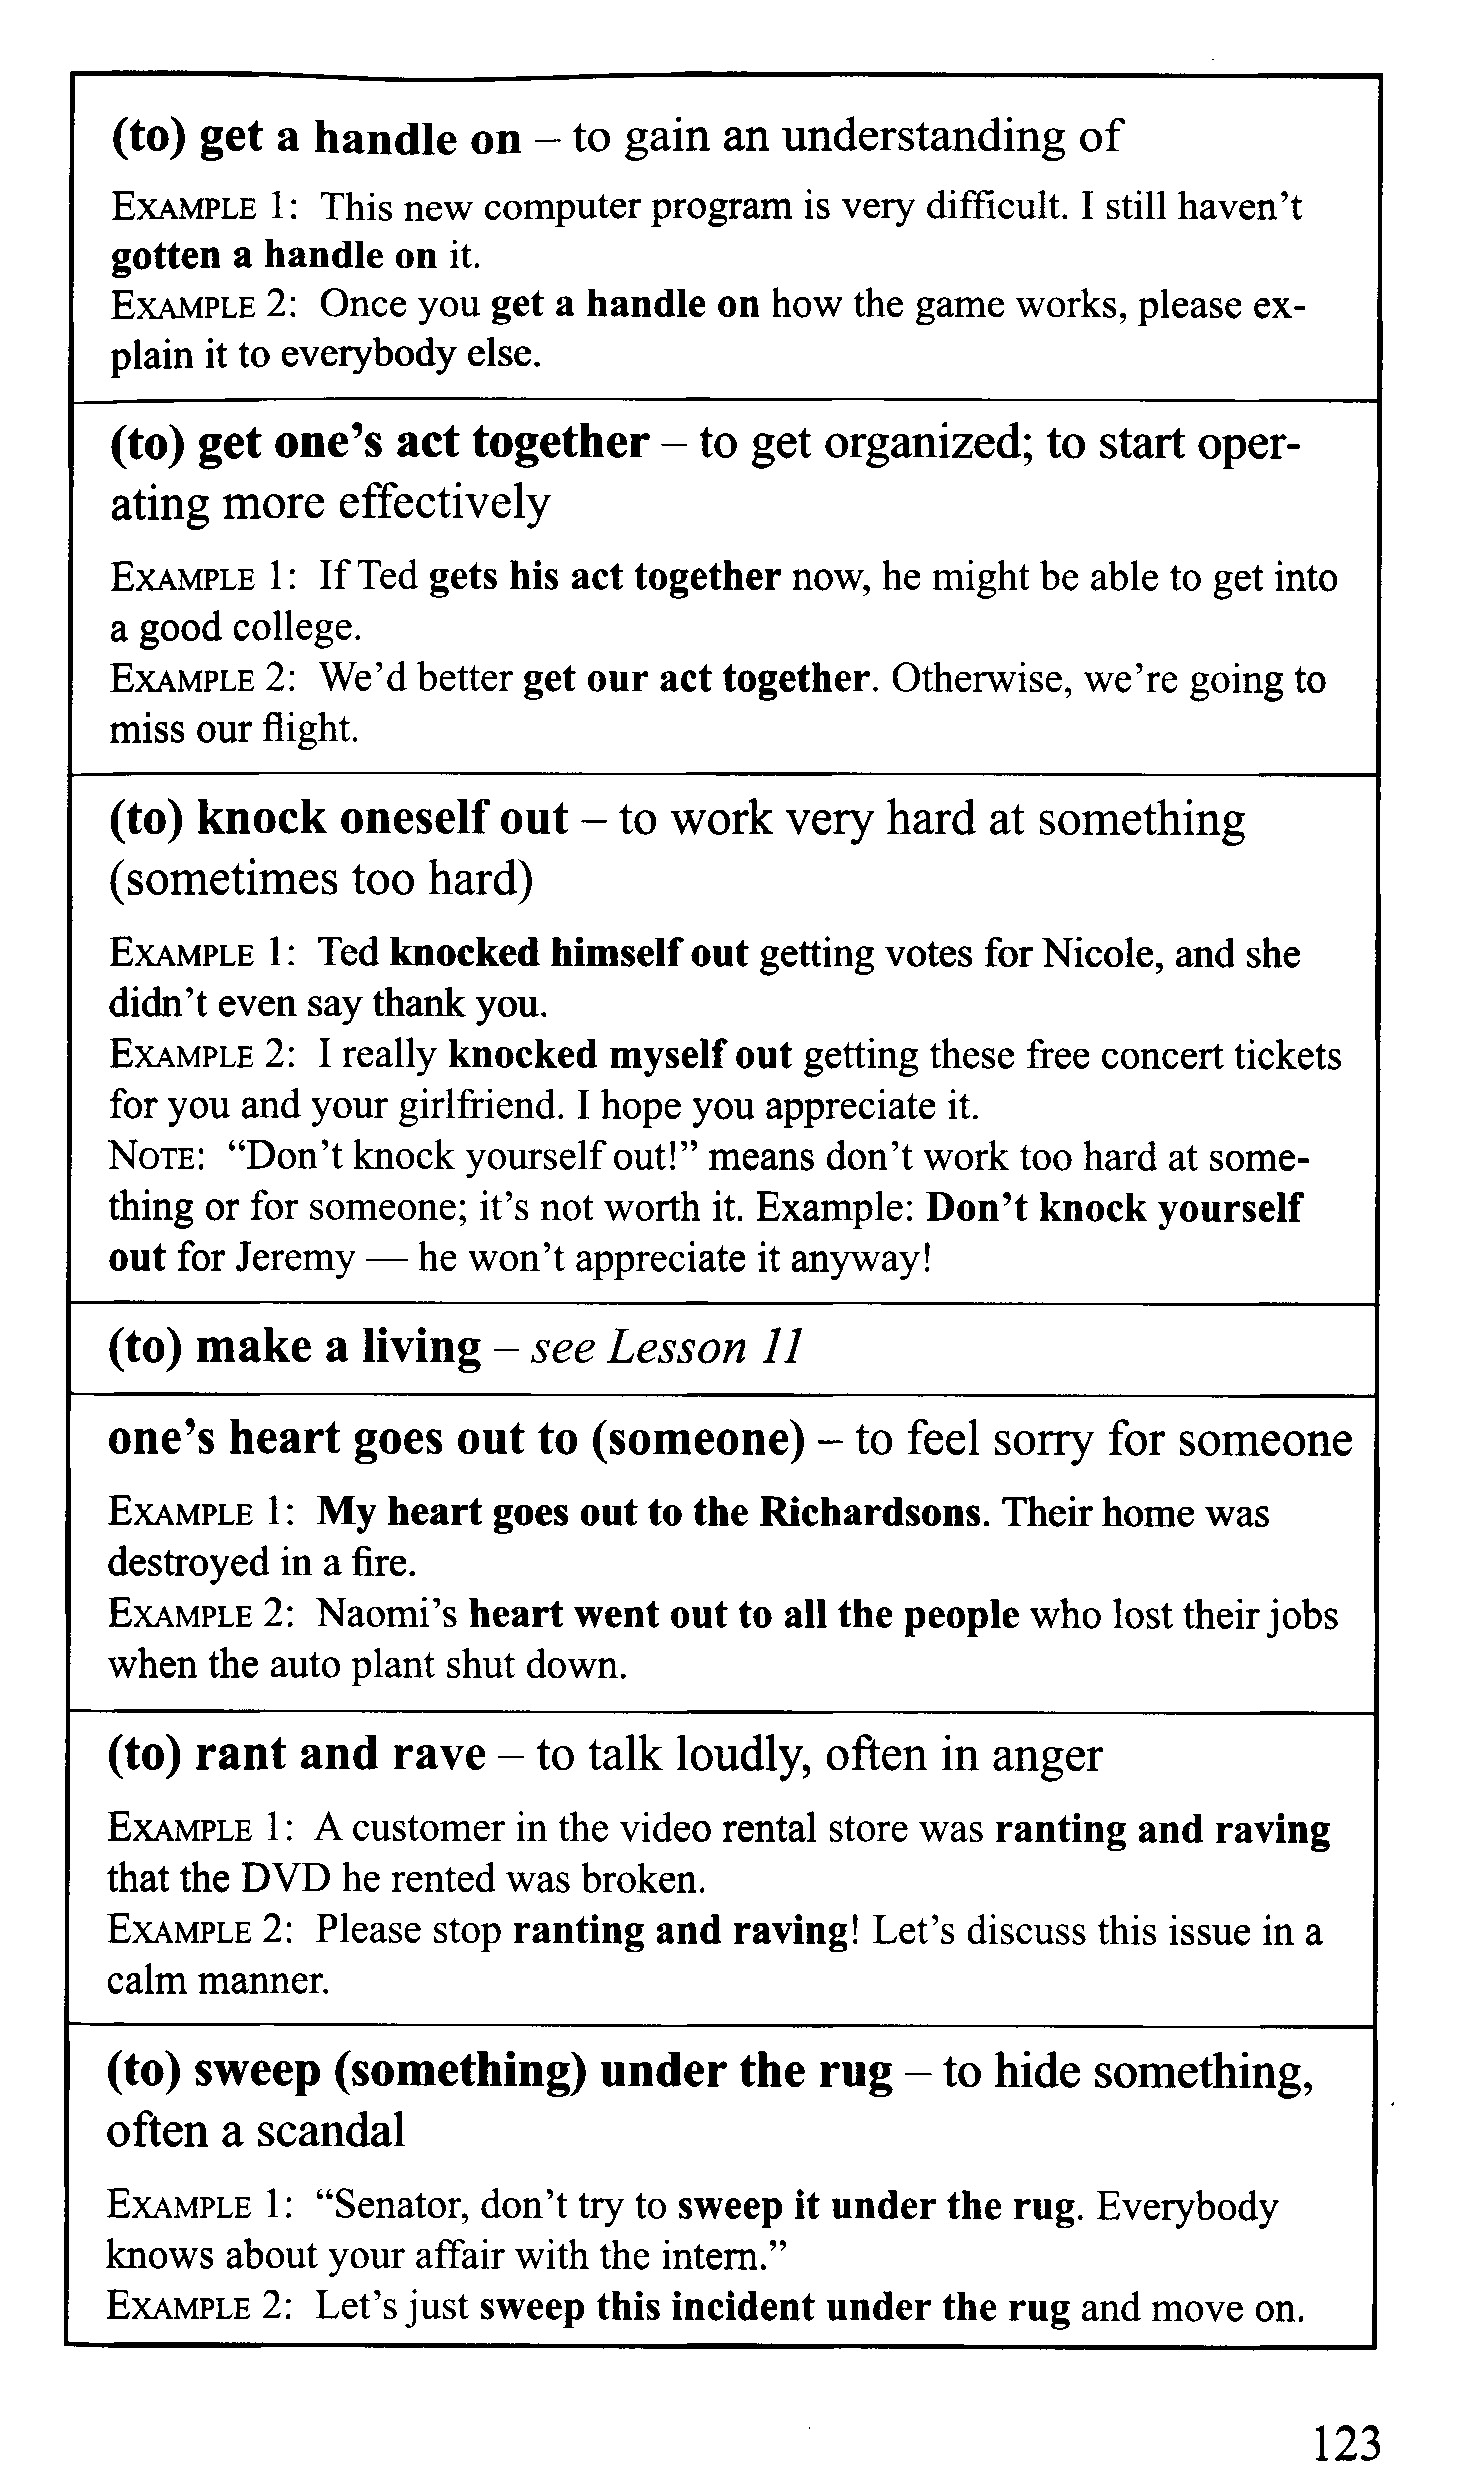 (to) get a handle on – to gain an understanding of
EXAMPLE 1: This new computer program is very difficult. I still haven't
gotten a handle on it.
EXAMPLE 2: Once you get a handle on how the game works, please ex-
plain it to everybody else.
(to) get one's act together – to get organized; to start oper-
ating more effectively
EXAMPLE 1: If Ted gets his act together now, he might be able to get into
a good college.
EXAMPLE 2: We'd better get our act together. Otherwise, we're going to
miss our flight.
(to) knock oneself out – to work very hard at something
(sometimes too hard)
EXAMPLE 1: Ted knocked himself out getting votes for Nicole, and she
didn't even say thank you.
EXAMPLE 2: I really knocked myself out getting these free concert tickets
for you and your girlfriend. I hope you appreciate it.
NOTE: “Don't knock yourself out!” means don't work too hard at some-
thing or for someone; it's not worth it. Example: Don't knock yourself
out for Jeremy — he won't appreciate it anyway!
(to) make a living – see Lesson 11
one's heart goes out to (someone) – to feel sorry for someone
EXAMPLE 1: My heart goes out to the Richardsons. Their home was
destroyed in a fire.
EXAMPLE 2: Naomi's heart went out to all the people who lost their jobs
when the auto plant shut down.
(to) rant and rave – to talk loudly, often in anger
EXAMPLE 1: A customer in the video rental store was ranting and raving
that the DVD he rented was broken.
EXAMPLE 2: Please stop ranting and raving! Let's discuss this issue in a
calm manner.
(to) sweep (something) under the rug – to hide something,
often a scandal
EXAMPLE 1: “Senator, don't try to sweep it under the rug. Everybody
knows about your affair with the intern.”
EXAMPLE 2: Let's just sweep this incident under the rug and move on.
123